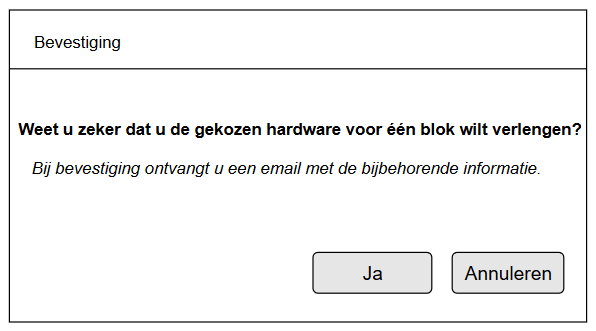 Bevestiging
Weet u zeker dat u de gekozen hardware voor één blok wilt verlengen?
Bij bevestiging ontvangt u een email met de bijbehorende informatie.
Ja
Annuleren